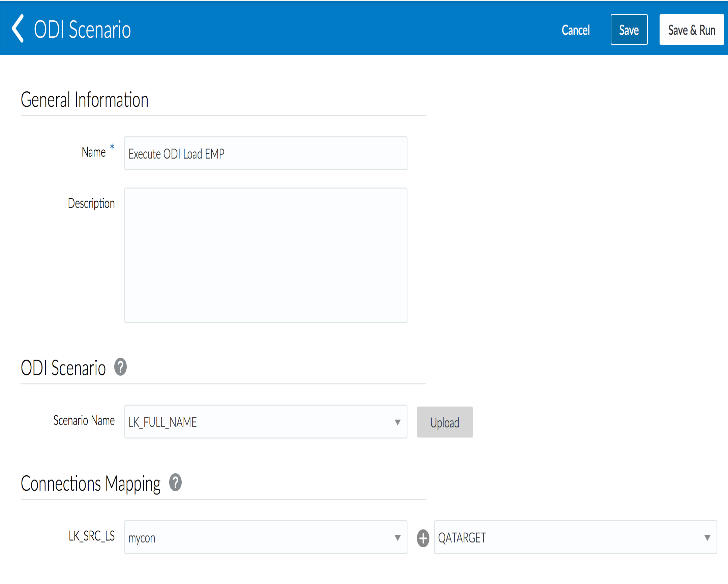 ODI Scenario Cancel Save Save & Run
General Information
Name * Execute ODI Load EMP
Description
ODI Scenario ?
Scenario Name LK_FULL_NAME Upload
Connections Mapping ?
LK_SRC_LS mycon QATARGET